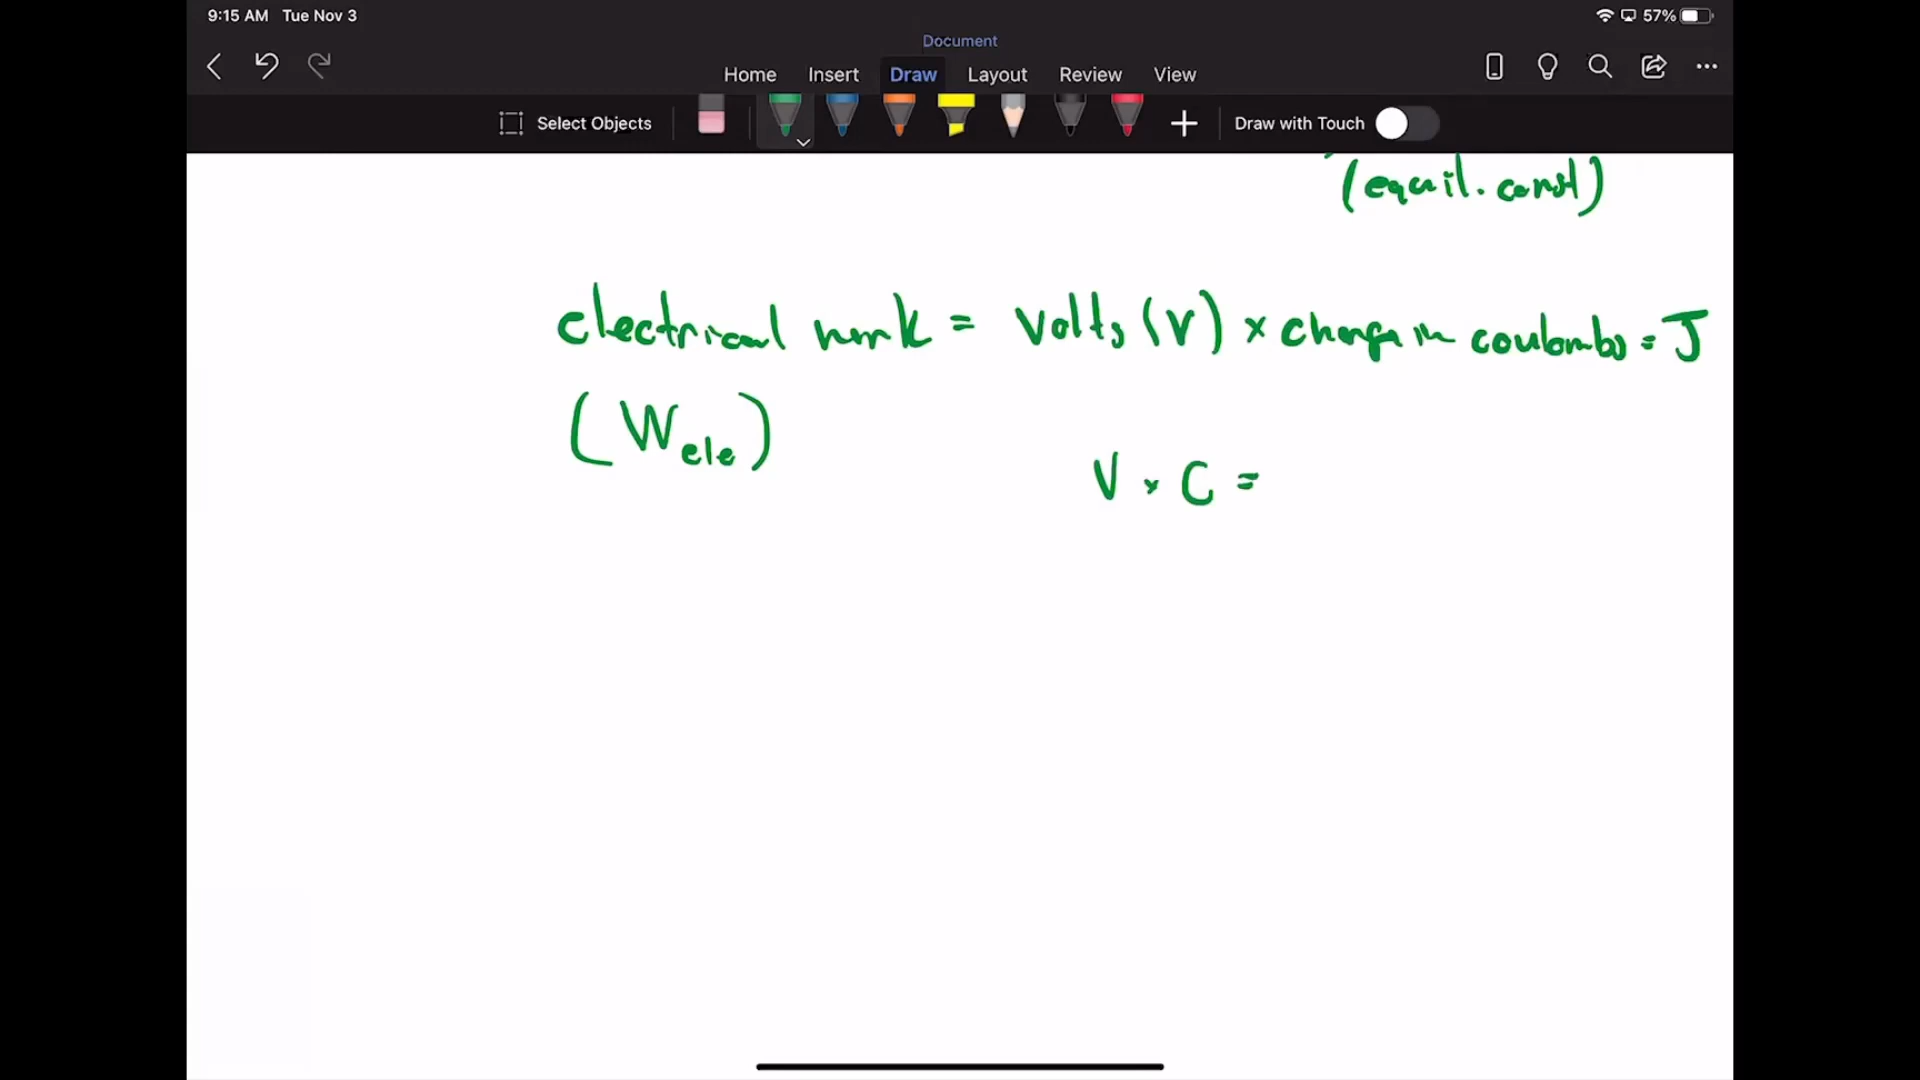 9:15 AM Tue Nov 3 57%
Document
Home Insert Draw Layout Review View
Select Objects Draw with Touch
(equil. const)
electrical work = volts (V) × charge in coulombs = J
(Wele)
V × C =